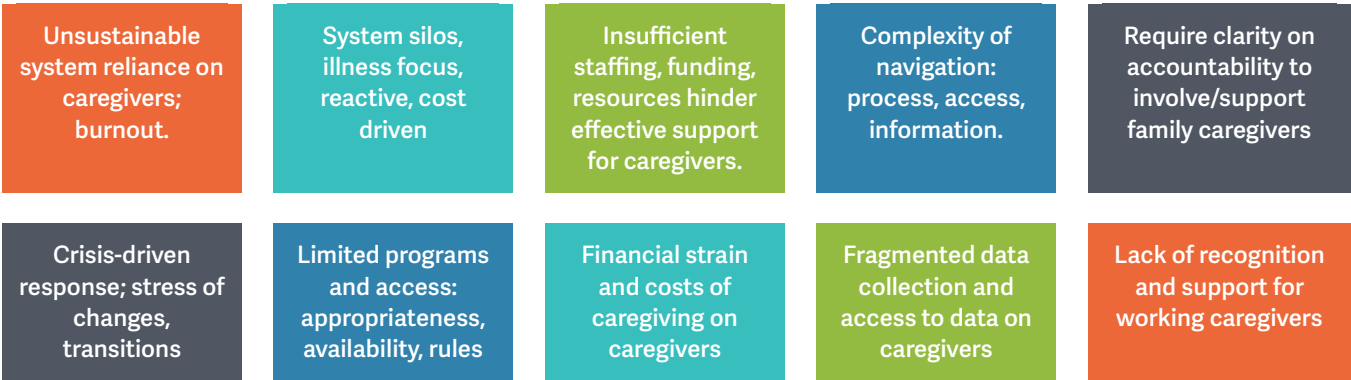 Unsustainable
system reliance on
caregivers;
burnout.
System silos,
illness focus,
reactive, cost
driven
Insufficient
staffing, funding,
resources hinder
effective support
for caregivers.
Complexity of
navigation:
process, access,
information.
Require clarity on
accountability to
involve/support
family caregivers
Crisis-driven
response; stress of
changes,
transitions
Limited programs
and access:
appropriateness,
availability, rules
Financial strain
and costs of
caregiving on
caregivers
Fragmented data
collection and
access to data on
caregivers
Lack of recognition
and support for
working caregivers